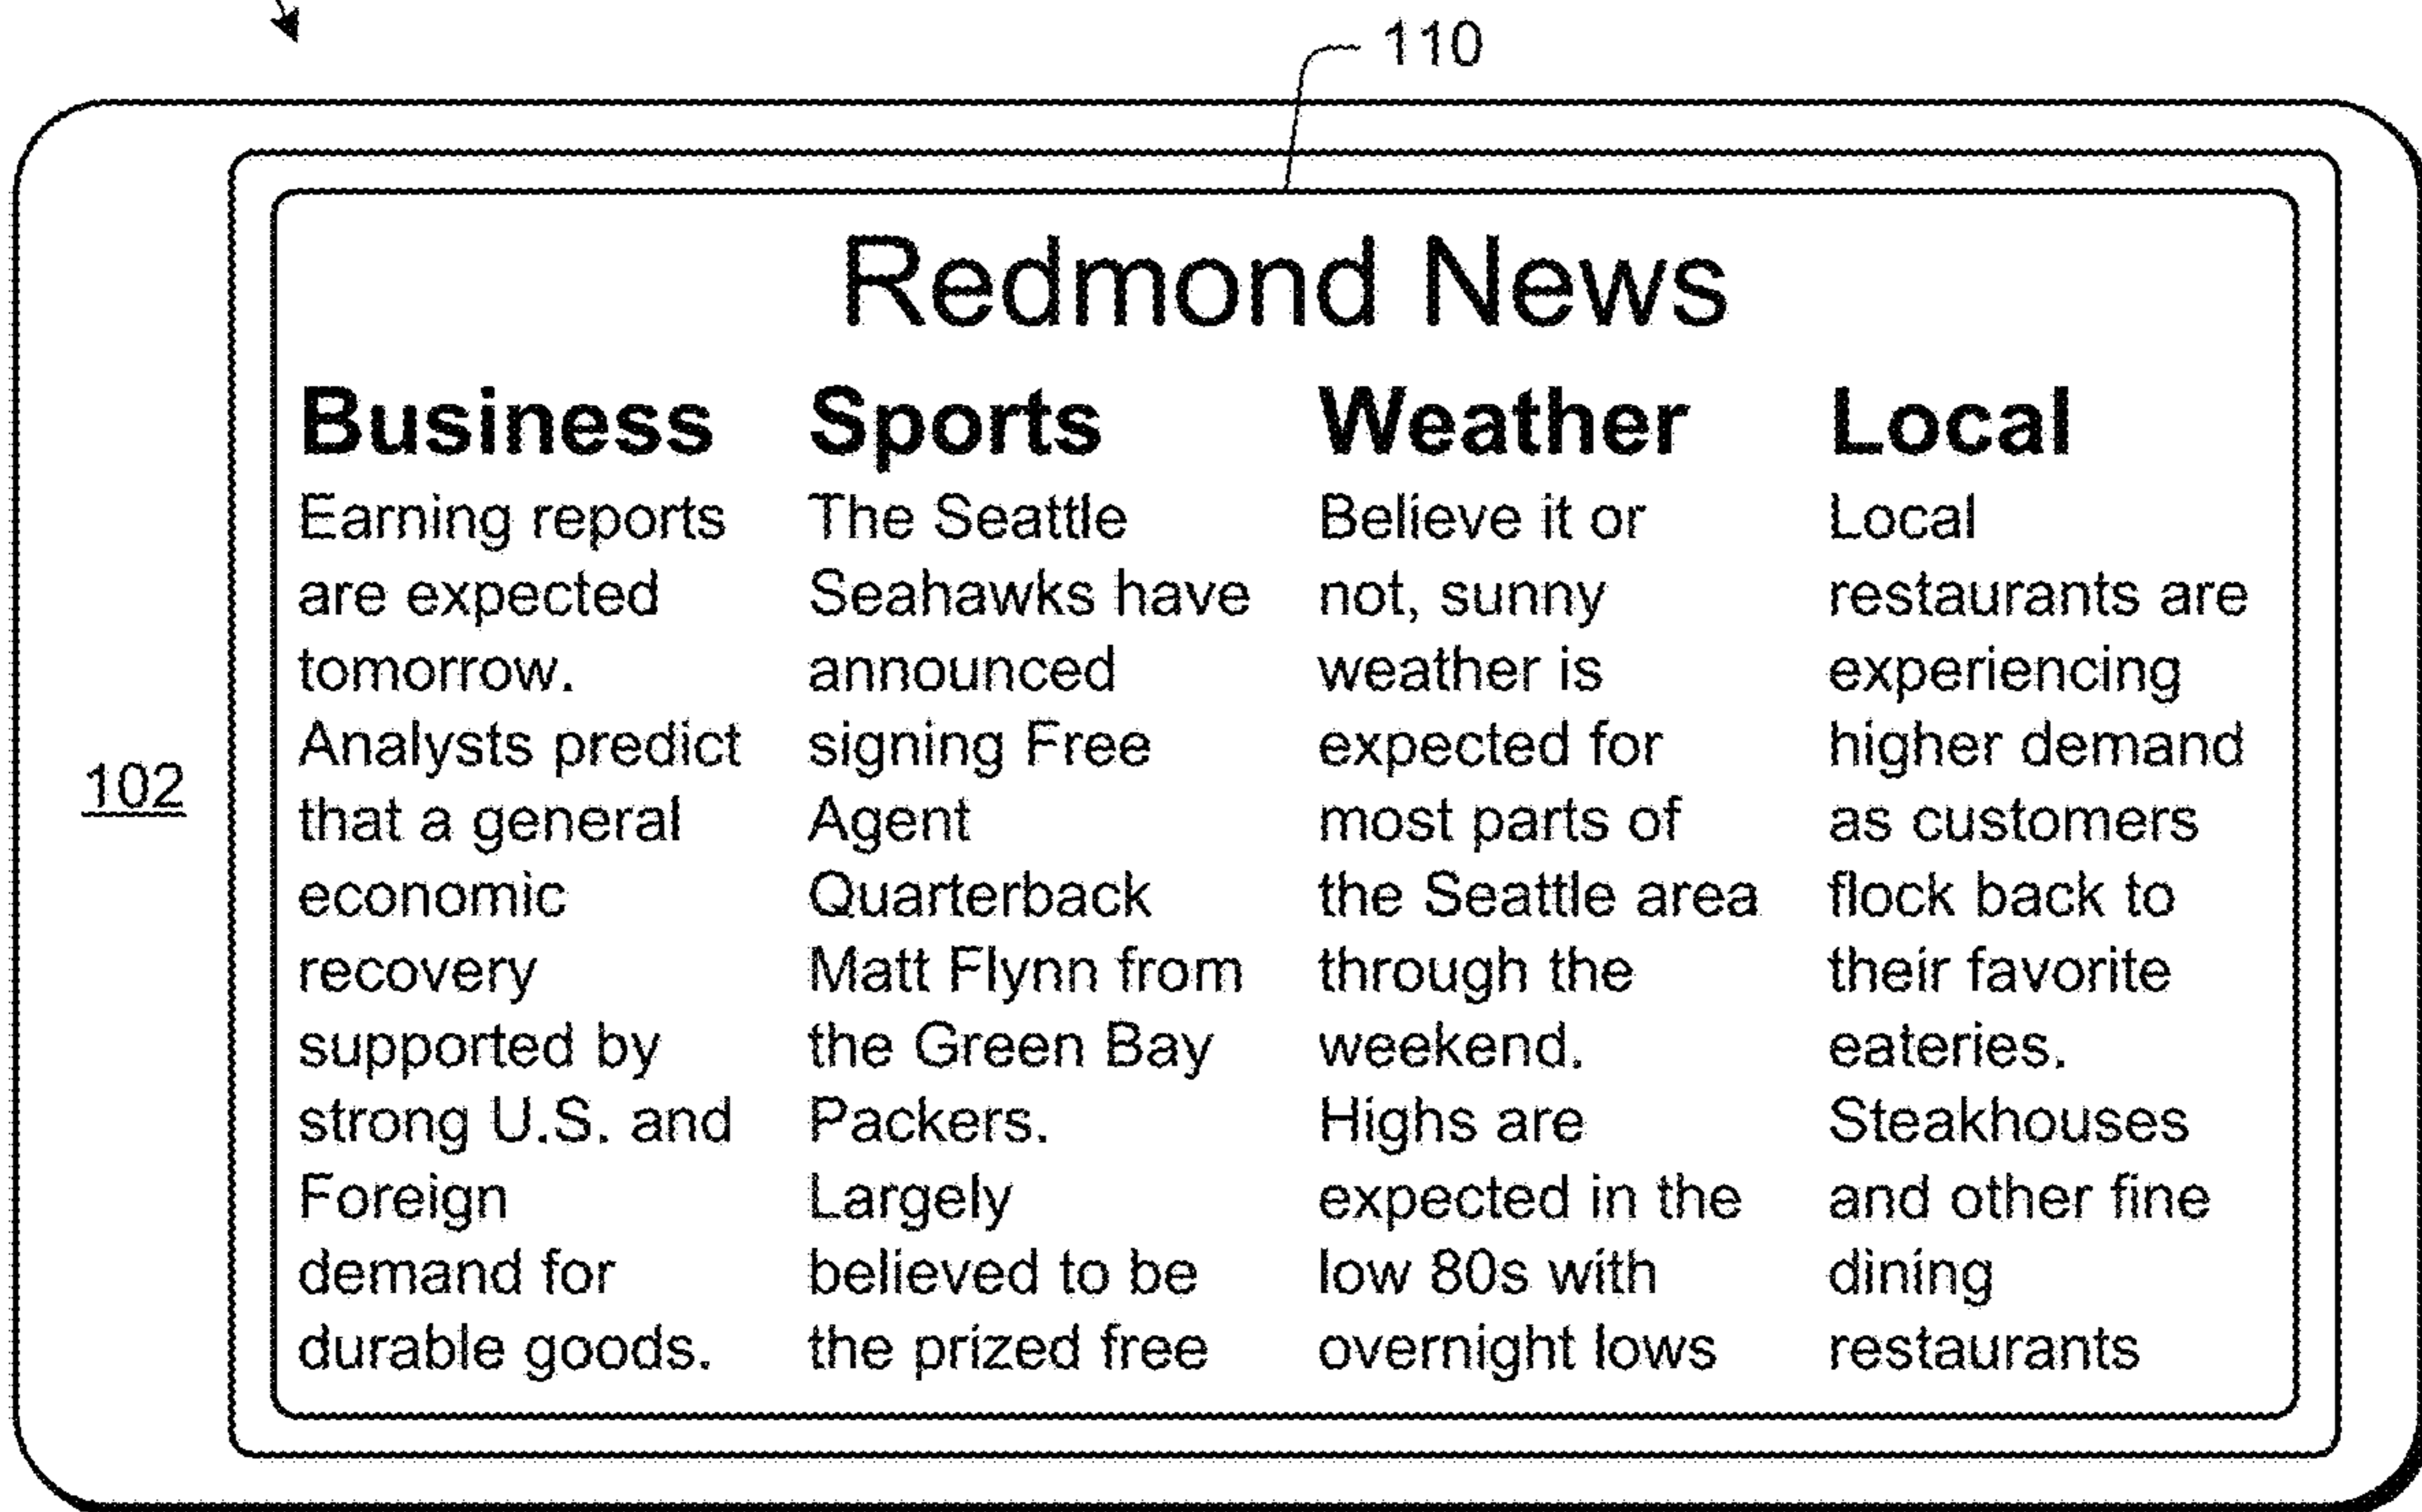 110
Redmond News
Business
Earning reports
are expected
tomorrow.
Analysts predict
that a general
economic
recovery
supported by
strong U.S. and
Foreign
demand for
durable goods.
Sports
The Seattle
Seahawks have
announced
signing Free
Agent
Quarterback
Matt Flynn from
the Green Bay
Packers.
Largely
believed to be
the prized free
Weather
Believe it or
not, sunny
weather is
expected for
most parts of
the Seattle area
through the
weekend.
Highs are
expected in the
low 80s with
overnight lows
Local
Local
restaurants are
experiencing
higher demand
as customers
flock back to
their favorite
eateries.
Steakhouses
and other fine
dining
restaurants
102